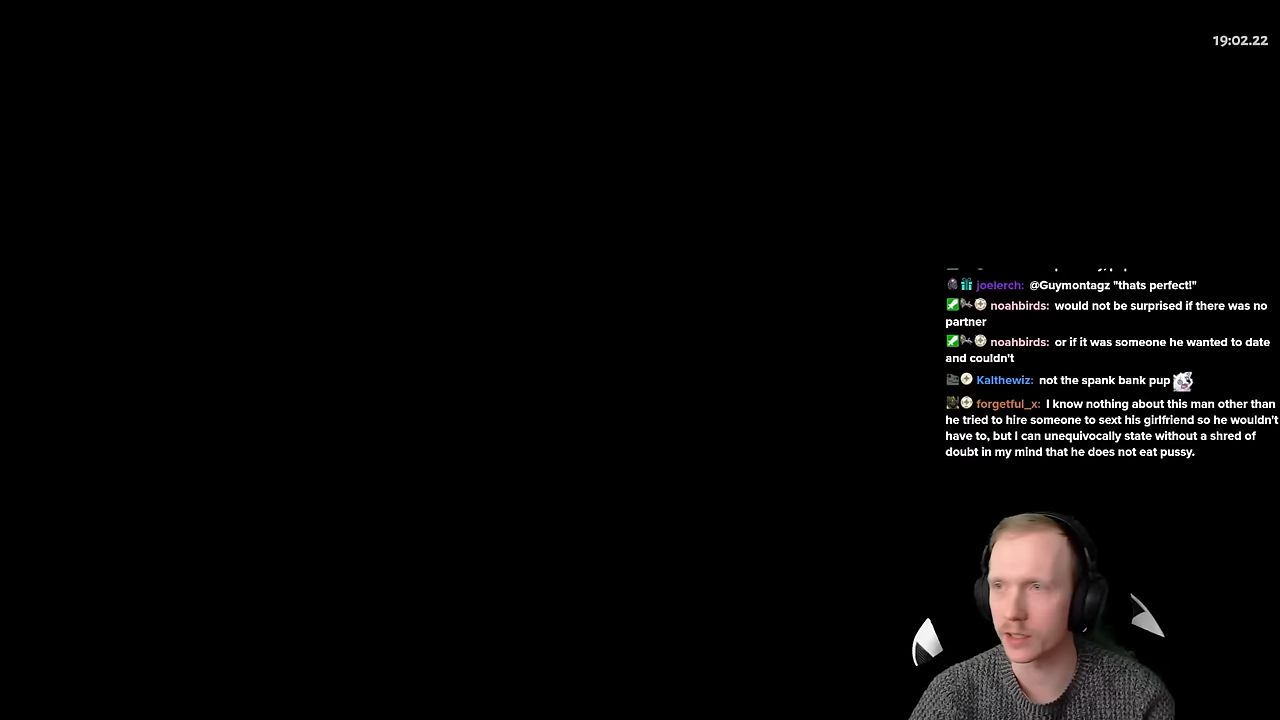 19:02.22
joelerch: @Guymontagz "thats perfect!"
noahbirds: would not be surprised if there was no
partner
noahbirds: or if it was someone he wanted to date
and couldn't
Kalthewiz: not the spank bank pup
forgetful_x: I know nothing about this man other than
he tried to hire someone to sext his girlfriend so he wouldn't
have to, but I can unequivocally state without a shred of
doubt in my mind that he does not eat pussy.